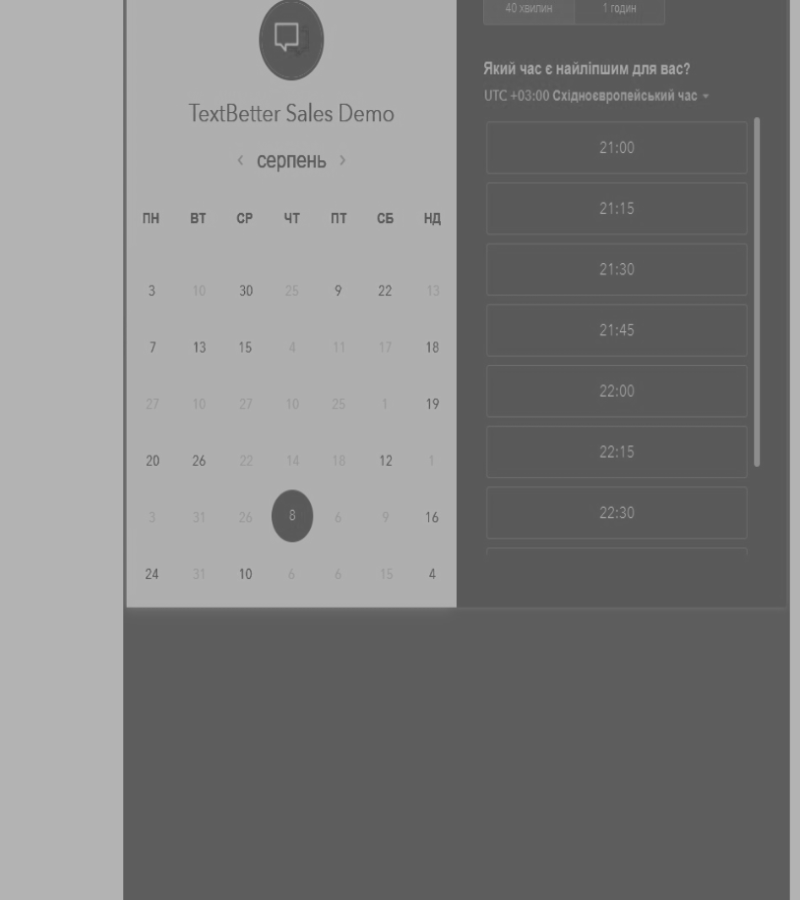 TextBetter Sales Demo
серпень
ПН ВТ СР ЧТ ПТ СБ НД
3 10 30 25 9 22 13
7 13 15 4 11 17 18
27 10 27 10 25 1 19
20 26 22 14 18 12 1
3 31 26 8 6 9 16
24 31 10 6 6 15 4
40 хвилин 1 годин
Який час є найліпшим для вас?
UTC +03:00 Східноєвропейський час
21:00
21:15
21:30
21:45
22:00
22:15
22:30